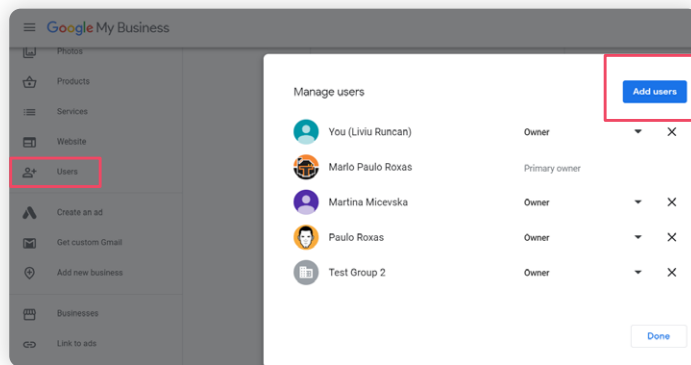 Google My Business
Photos
Products
Services
Website
Users
Create an ad
Get custom Gmail
Add new business
Businesses
Link to ads
Manage users
Add users
You (Liviu Runcan) Owner
Marlo Paulo Roxas Primary owner
Martina Micevska Owner
Paulo Roxas Owner
Test Group 2 Owner
Done